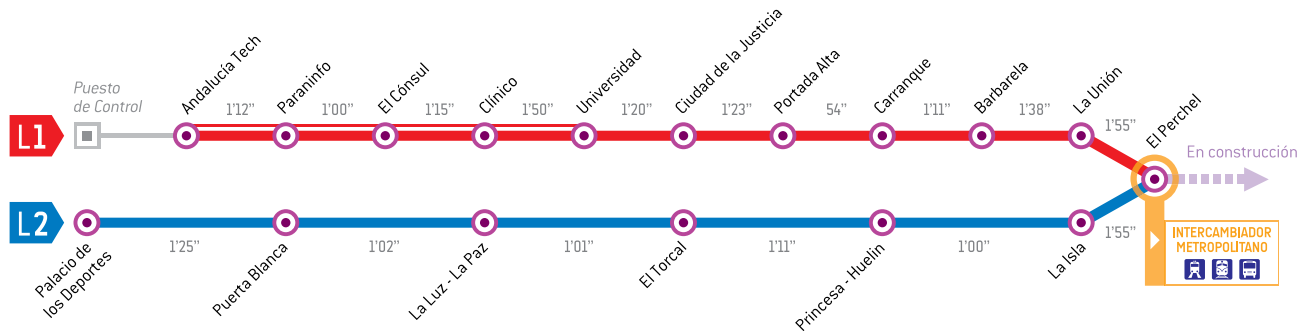 Puesto
de Control
Andalucía Tech
Paraninfo
El Cónsul
Clínico
Universidad
Ciudad de la Justicia
Portada Alta
Carranque
Barbarela
La Unión
El Perchel
1'12"
1'00"
1'15"
1'50"
1'20"
1'23"
54"
1'11"
1'38"
1'55"
L1
En construcción
L2
1'25"
1'02"
1'01"
1'11"
1'00"
1'55"
Palacio de
los Deportes
Puerta Blanca
La Luz - La Paz
El Torcal
Princesa - Huelin
La Isla
INTERCAMBIADOR
METROPOLITANO